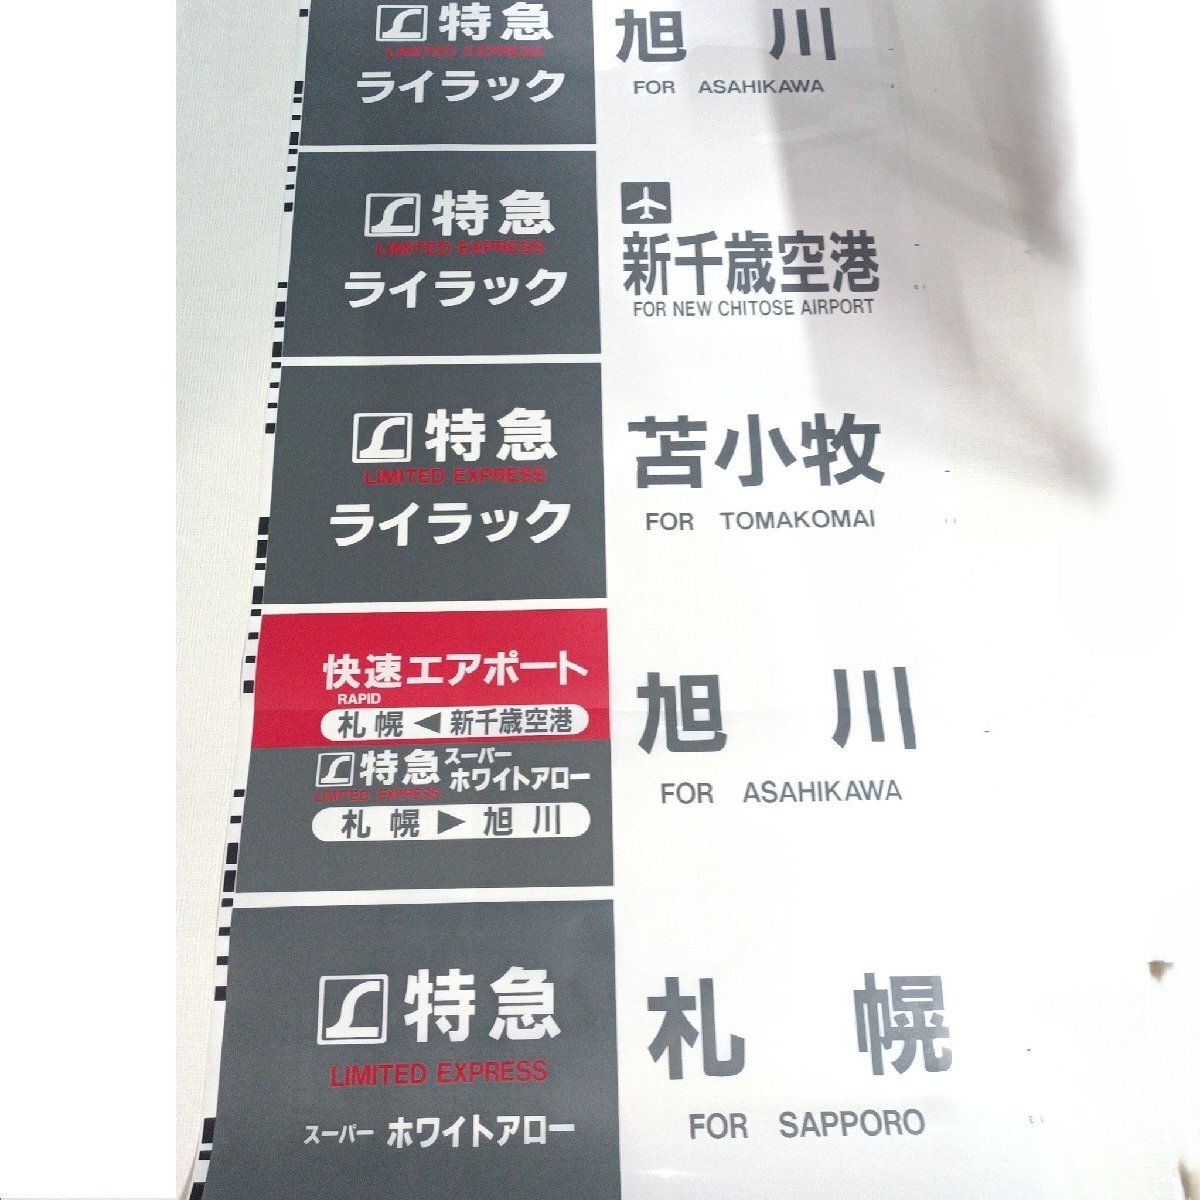 特急
LIMITED EXPRESS
ライラック
旭川
FOR ASAHIKAWA
特急
LIMITED EXPRESS
ライラック
新千歳空港
FOR NEW CHITOSE AIRPORT
特急
LIMITED EXPRESS
ライラック
苫小牧
FOR TOMAKOMAI
快速エアポート
RAPID
札幌◀新千歳空港
特急スーパーホワイトアロー
LIMITED EXPRESS
札幌▶旭川
旭川
FOR ASAHIKAWA
特急
LIMITED EXPRESS
スーパーホワイトアロー
札幌
FOR SAPPORO